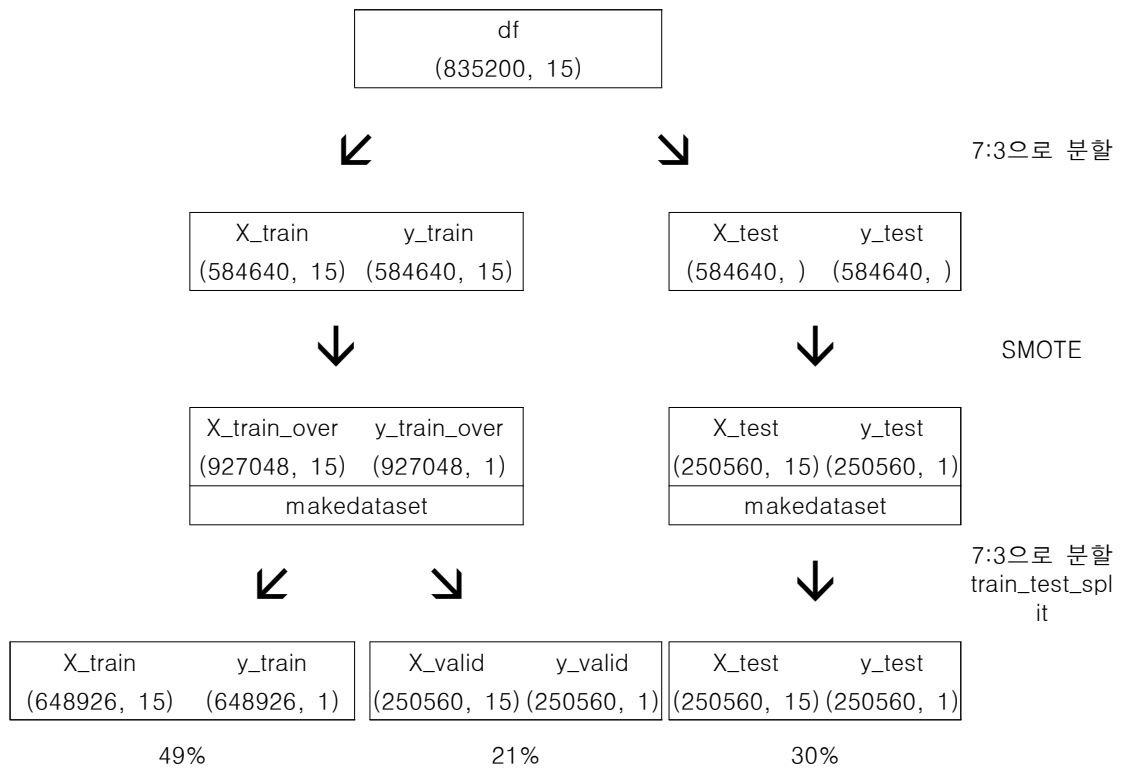 df
(835200, 15)
7:3으로 분할
X_train y_train
(584640, 15) (584640, 15)
X_test y_test
(584640, ) (584640, )
SMOTE
X_train_over y_train_over
(927048, 15) (927048, 1)
makedataset
X_test y_test
(250560, 15) (250560, 1)
makedataset
7:3으로 분할
train_test_spl
it
X_train y_train
(648926, 15) (648926, 1)
X_valid y_valid
(250560, 15) (250560, 1)
X_test y_test
(250560, 15) (250560, 1)
49%
21%
30%